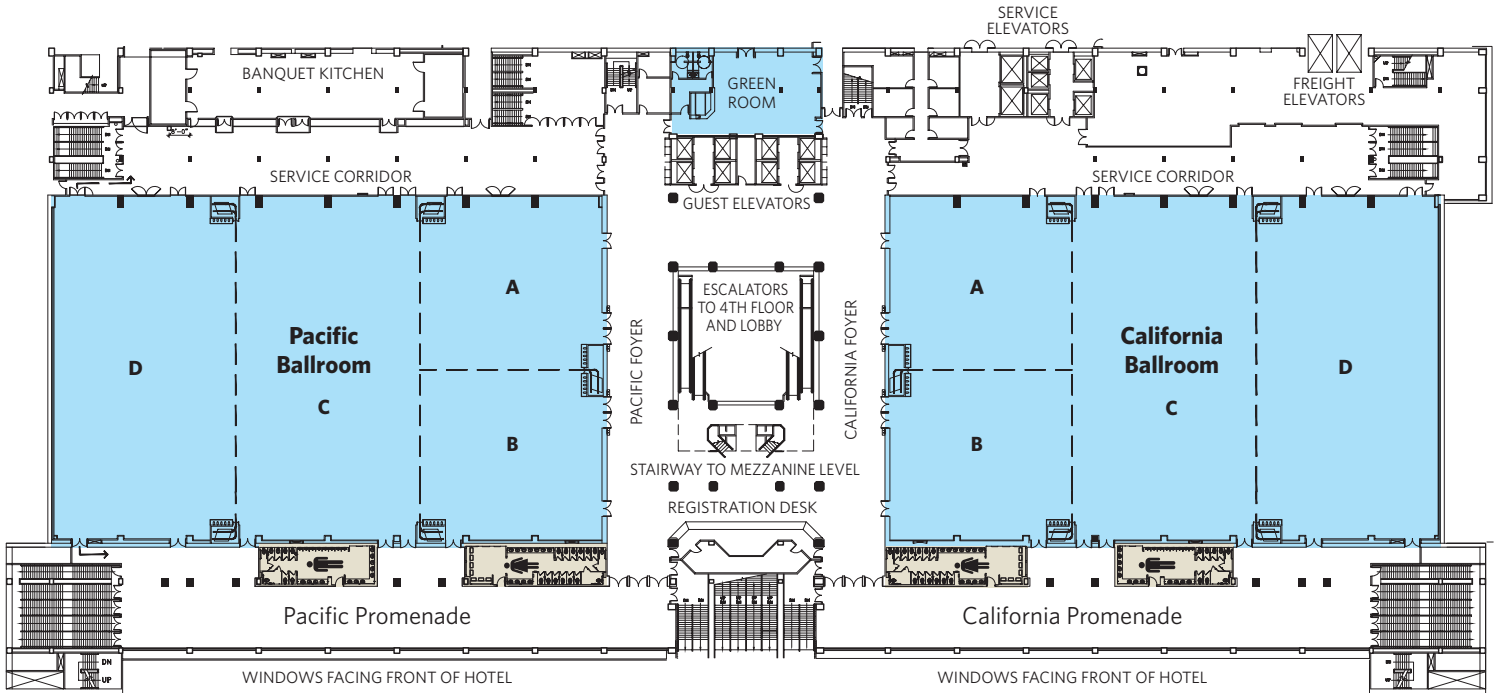 SERVICE
ELEVATORS
BANQUET KITCHEN
GREEN
ROOM
FREIGHT
ELEVATORS
SERVICE CORRIDOR
GUEST ELEVATORS
SERVICE CORRIDOR
D
Pacific
Ballroom
C
A
B
PACIFIC FOYER
ESCALATORS
TO 4TH FLOOR
AND LOBBY
CALIFORNIA FOYER
A
B
California
Ballroom
C
D
STAIRWAY TO MEZZANINE LEVEL
REGISTRATION DESK
Pacific Promenade
California Promenade
DN
UP
WINDOWS FACING FRONT OF HOTEL
WINDOWS FACING FRONT OF HOTEL